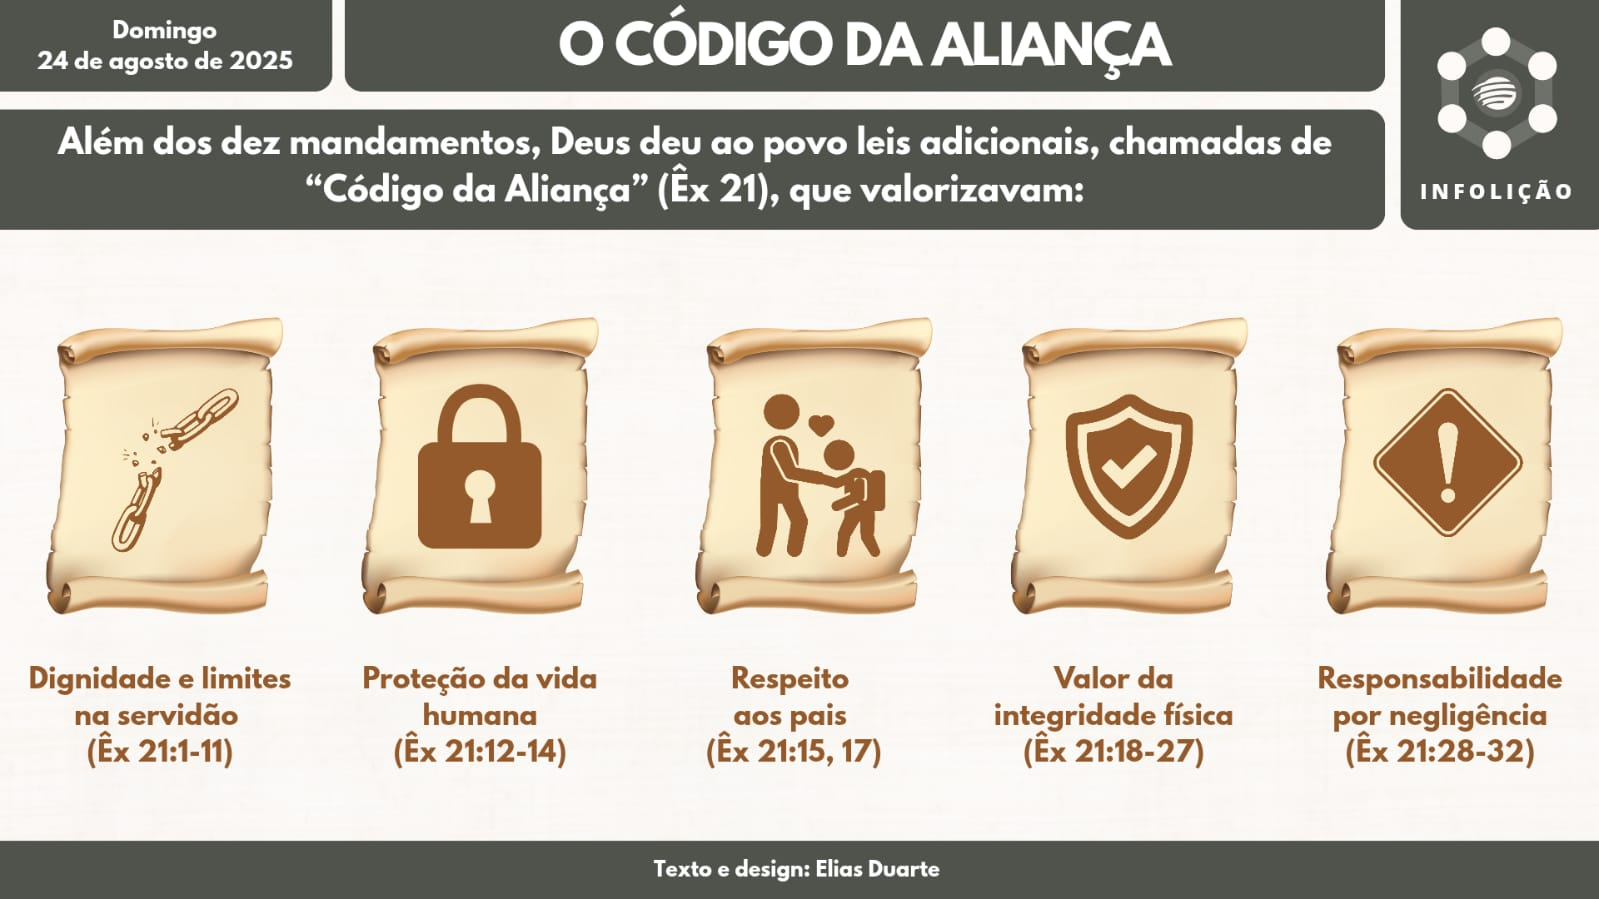 Domingo
24 de agosto de 2025
O CÓDIGO DA ALIANÇA
INFOLIÇÃO
Além dos dez mandamentos, Deus deu ao povo leis adicionais, chamadas de
“Código da Aliança” (Êx 21), que valorizavam:
Dignidade e limites
na servidão
(Êx 21:1-11)
Proteção da vida
humana
(Êx 21:12-14)
Respeito
aos pais
(Êx 21:15, 17)
Valor da
integridade física
(Êx 21:18-27)
Responsabilidade
por negligência
(Êx 21:28-32)
Texto e design: Elias Duarte